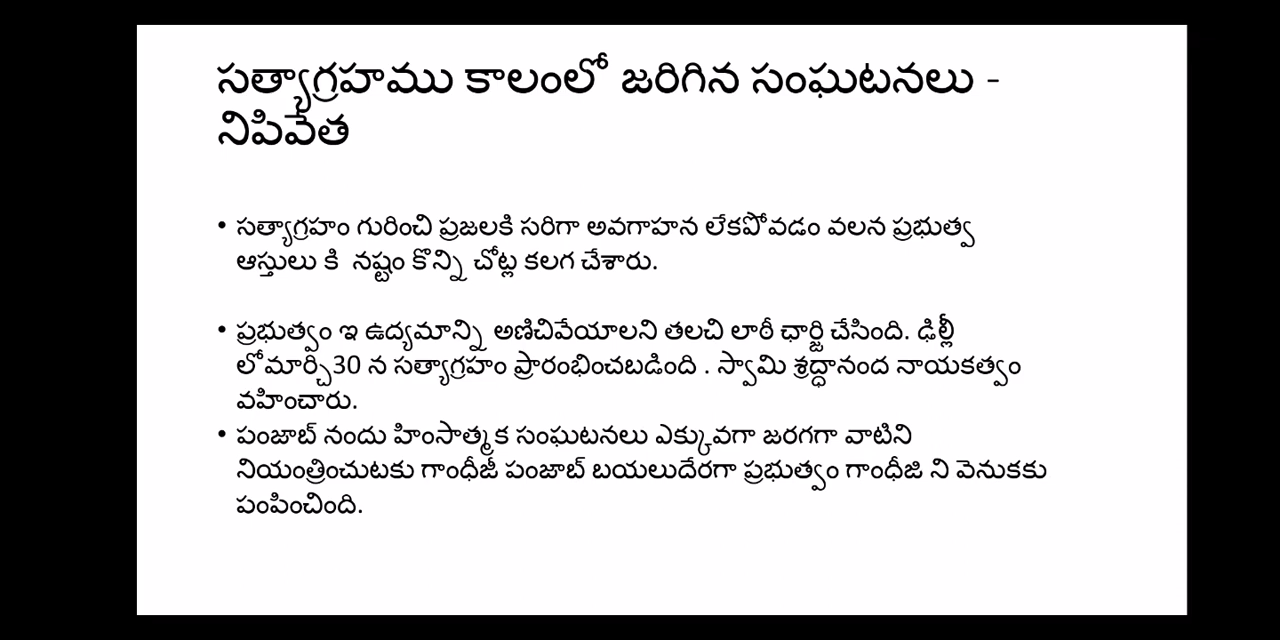 సత్యాగ్రహము కాలంలో జరిగిన సంఘటనలు -
నిపివేత
• సత్యాగ్రహం గురించి ప్రజలకి సరిగా అవగాహన లేకపోవడం వలన ప్రభుత్వ
ఆస్తులు కి నష్టం కొన్ని చోట్ల కలగ చేశారు.
• ప్రభుత్వం ఇ ఉద్యమాన్ని అణిచివేయాలని తలచి లాఠీ ఛార్జి చేసింది. ఢిల్లీ
లోమార్చి30 న సత్యాగ్రహం ప్రారంభించబడింది . స్వామి శ్రద్ధానంద నాయకత్వం
వహించారు.
• పంజాబ్ నందు హింసాత్మక సంఘటనలు ఎక్కువగా జరగగా వాటిని
నియంత్రించుటకు గాంధీజీ పంజాబ్ బయలుదేరగా ప్రభుత్వం గాంధీజి ని వెనుకకు
పంపించింది.